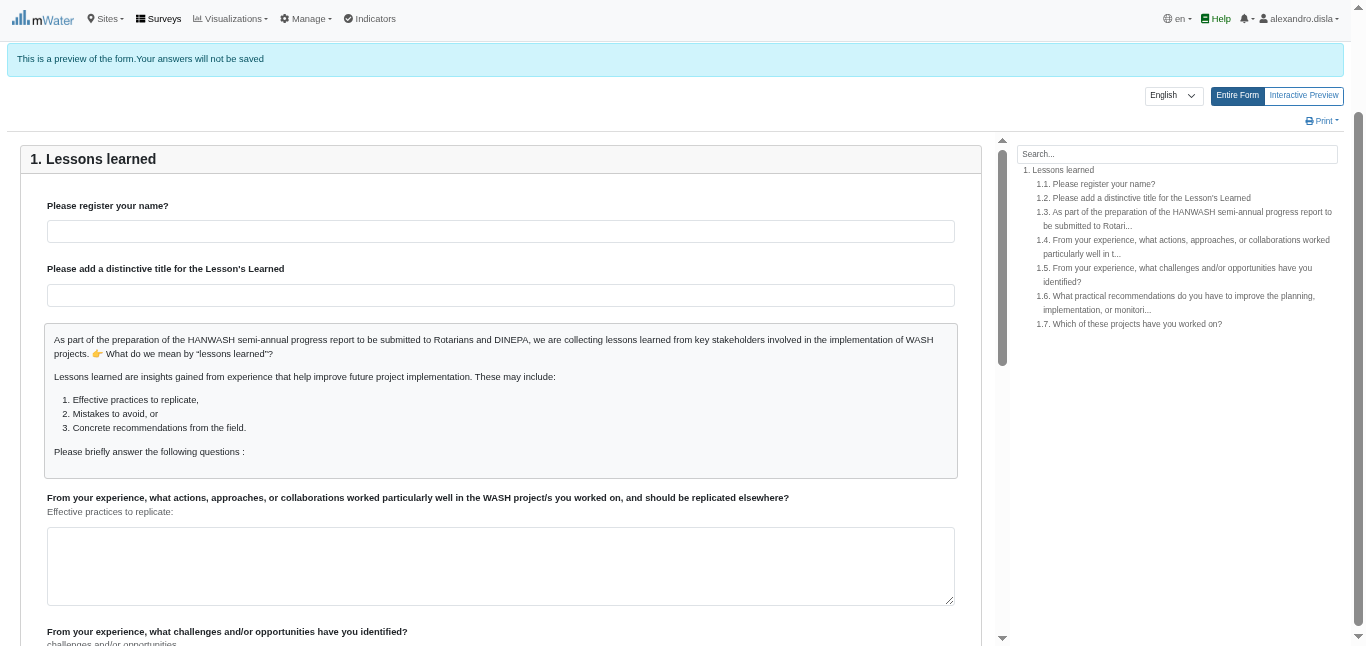 mWater Sites Surveys Visualizations Manage Indicators en Help alexandro.disla
This is a preview of the form.Your answers will not be saved
English Entire Form Interactive Preview
Print
1. Lessons learned
Please register your name?
Please add a distinctive title for the Lesson's Learned
As part of the preparation of the HANWASH semi-annual progress report to be submitted to Rotarians and DINEPA, we are collecting lessons learned from key stakeholders involved in the implementation of WASH
projects. 👉 What do we mean by "lessons learned"?
Lessons learned are insights gained from experience that help improve future project implementation. These may include:
1. Effective practices to replicate,
2. Mistakes to avoid, or
3. Concrete recommendations from the field.
Please briefly answer the following questions :
From your experience, what actions, approaches, or collaborations worked particularly well in the WASH project/s you worked on, and should be replicated elsewhere?
Effective practices to replicate:
From your experience, what challenges and/or opportunities have you identified?
challenges and/or opportunities
Search...
1. Lessons learned
1.1. Please register your name?
1.2. Please add a distinctive title for the Lesson's Learned
1.3. As part of the preparation of the HANWASH semi-annual progress report to
be submitted to Rotari...
1.4. From your experience, what actions, approaches, or collaborations worked
particularly well in t...
1.5. From your experience, what challenges and/or opportunities have you
identified?
1.6. What practical recommendations do you have to improve the planning,
implementation, or monitori...
1.7. Which of these projects have you worked on?